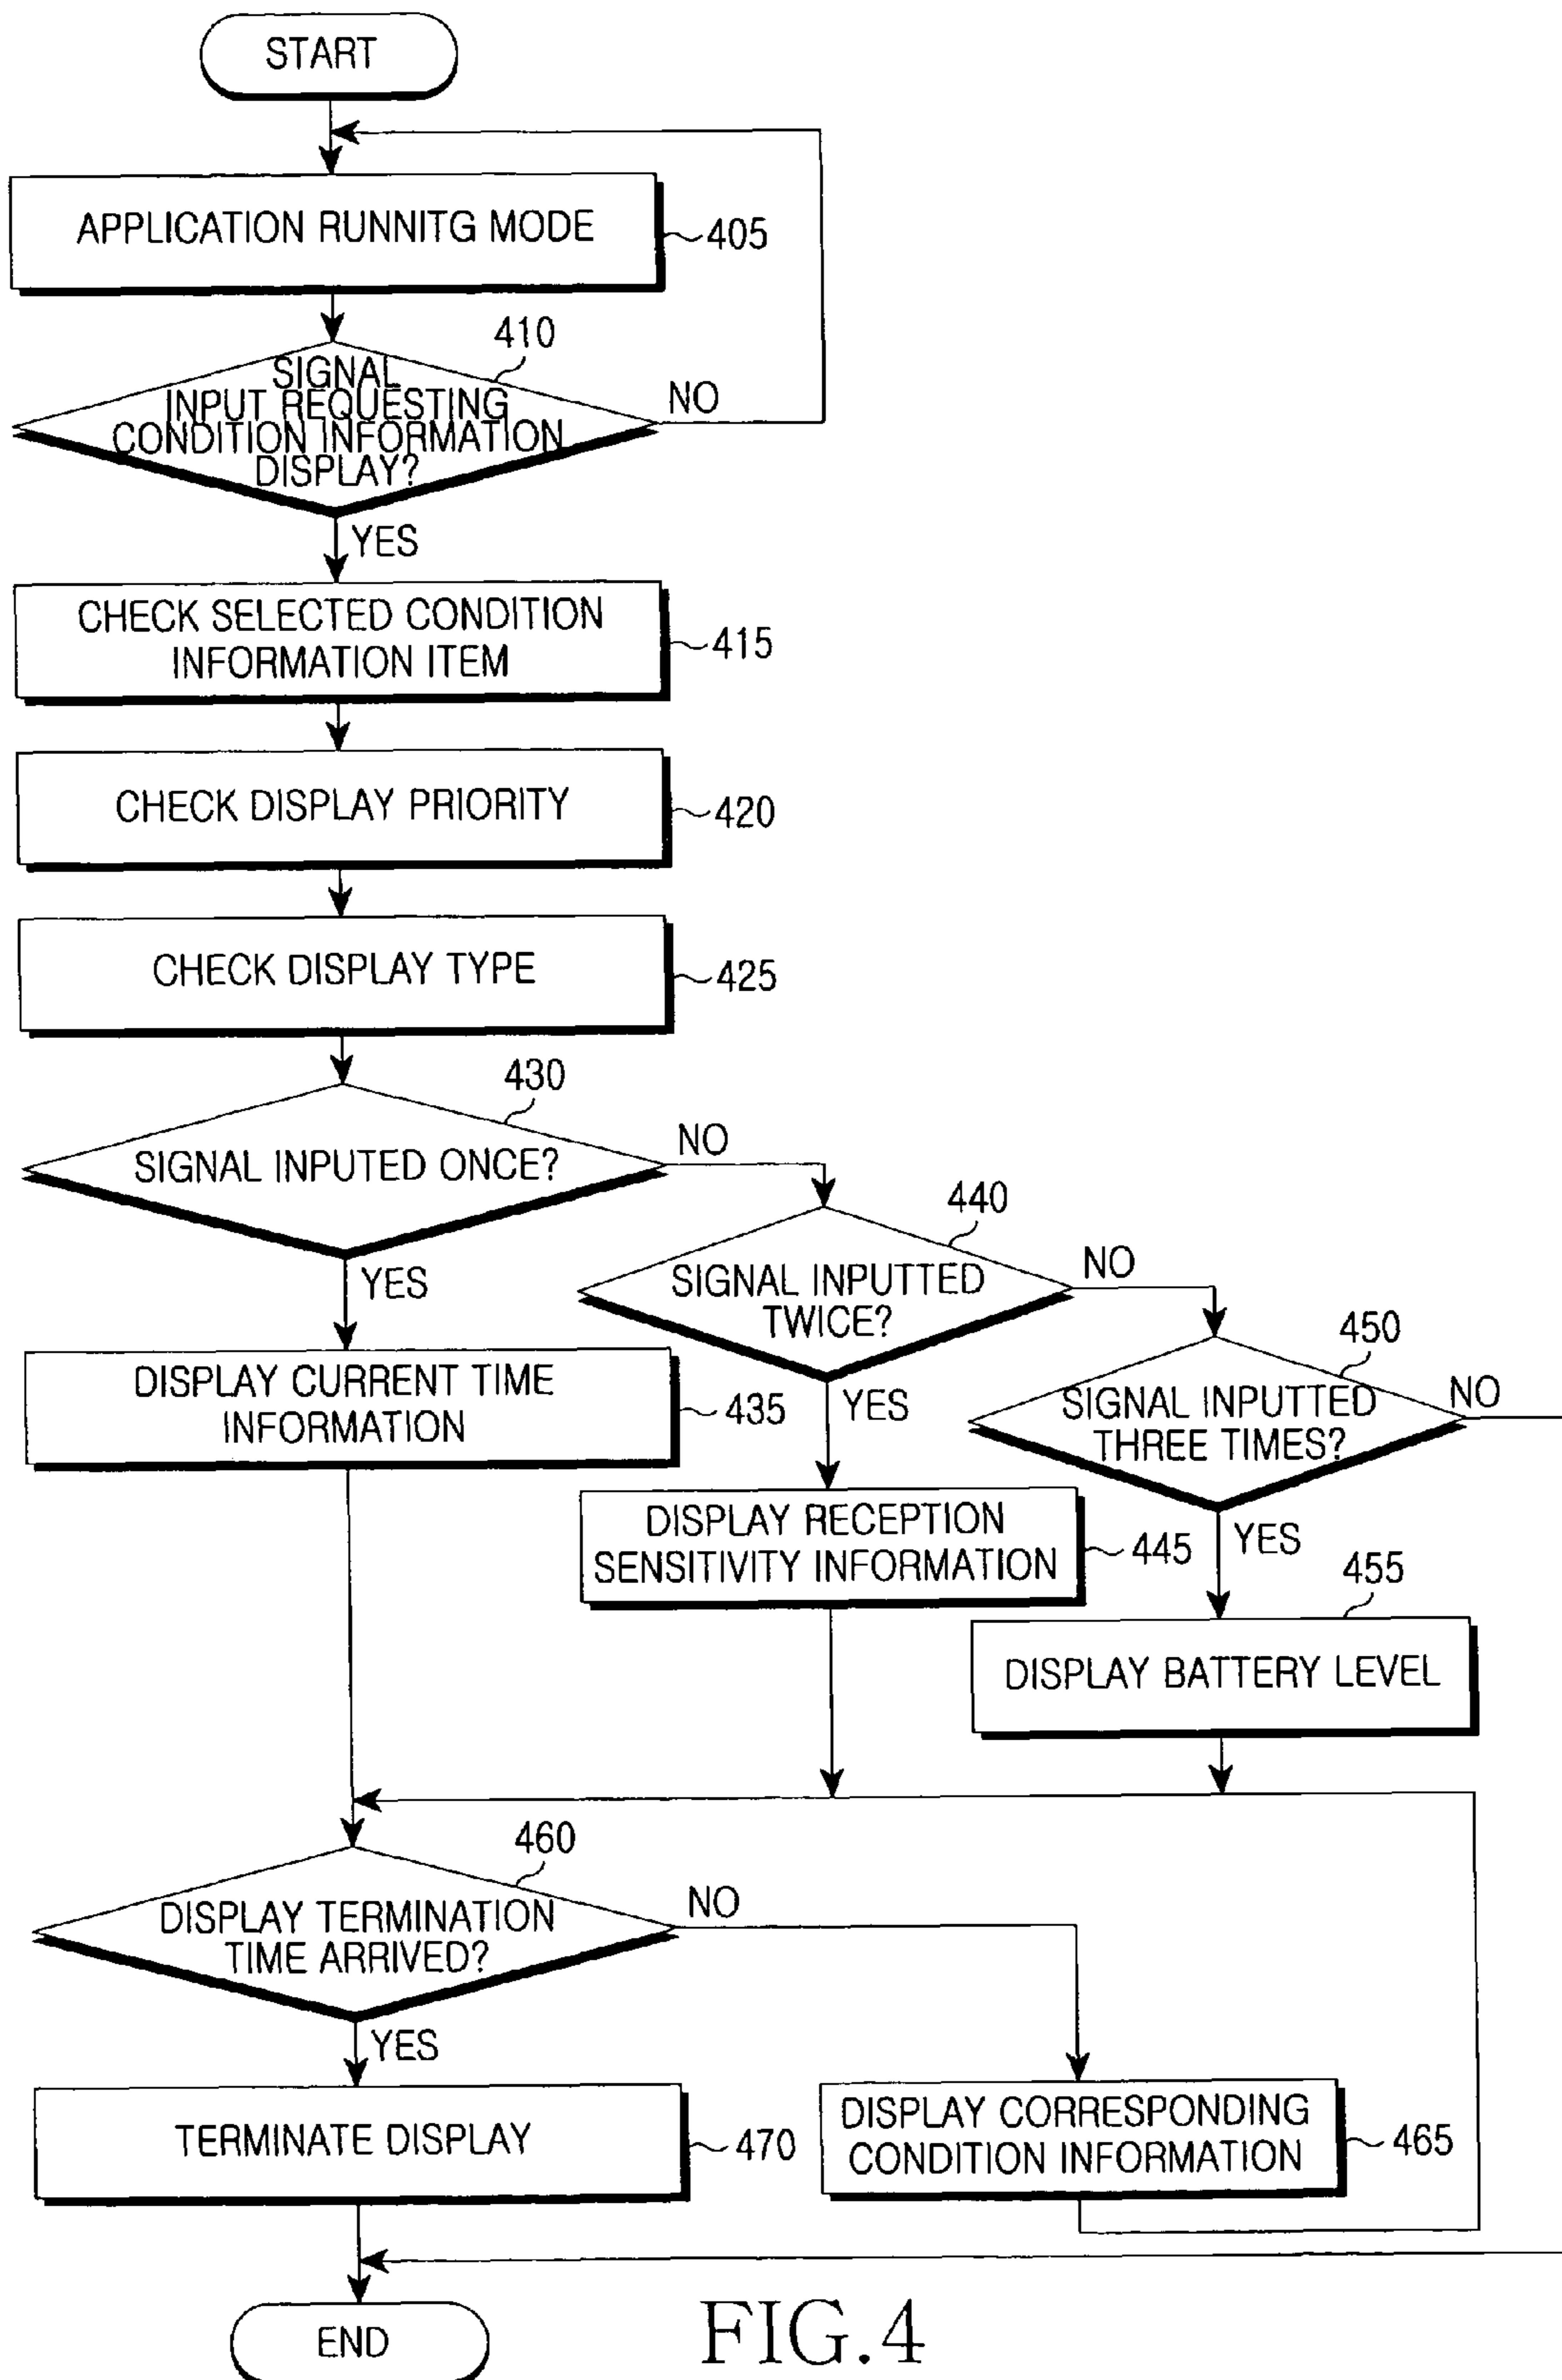 START
APPLICATION RUNNITG MODE
405
410
SIGNAL
INPUT REQUESTING
CONDITION INFORMATION
DISPLAY?
NO
YES
CHECK SELECTED CONDITION
INFORMATION ITEM
415
CHECK DISPLAY PRIORITY
420
CHECK DISPLAY TYPE
425
430
SIGNAL INPUTED ONCE?
NO
YES
440
SIGNAL INPUTTED
TWICE?
NO
YES
450
SIGNAL INPUTTED
THREE TIMES?
NO
YES
DISPLAY CURRENT TIME
INFORMATION
435
DISPLAY RECEPTION
SENSITIVITY INFORMATION
445
455
DISPLAY BATTERY LEVEL
460
DISPLAY TERMINATION
TIME ARRIVED?
NO
YES
TERMINATE DISPLAY
470
DISPLAY CORRESPONDING
CONDITION INFORMATION
465
END
FIG.4